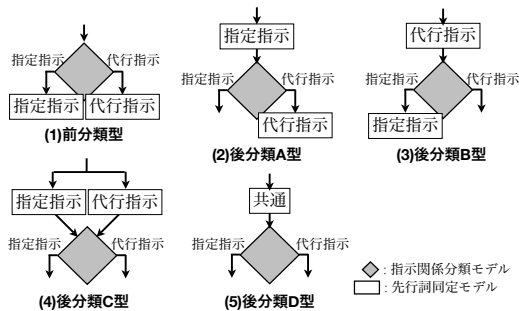 指定指示
代行指示
指定指示
代行指示
(1)前分類型
指定指示
指定指示
代行指示
代行指示
(2)後分類A型
代行指示
指定指示
代行指示
指定指示
(3)後分類B型
指定指示
代行指示
指定指示
代行指示
(4)後分類C型
共通
指定指示
代行指示
(5)後分類D型
: 指示関係分類モデル
: 先行詞同定モデル